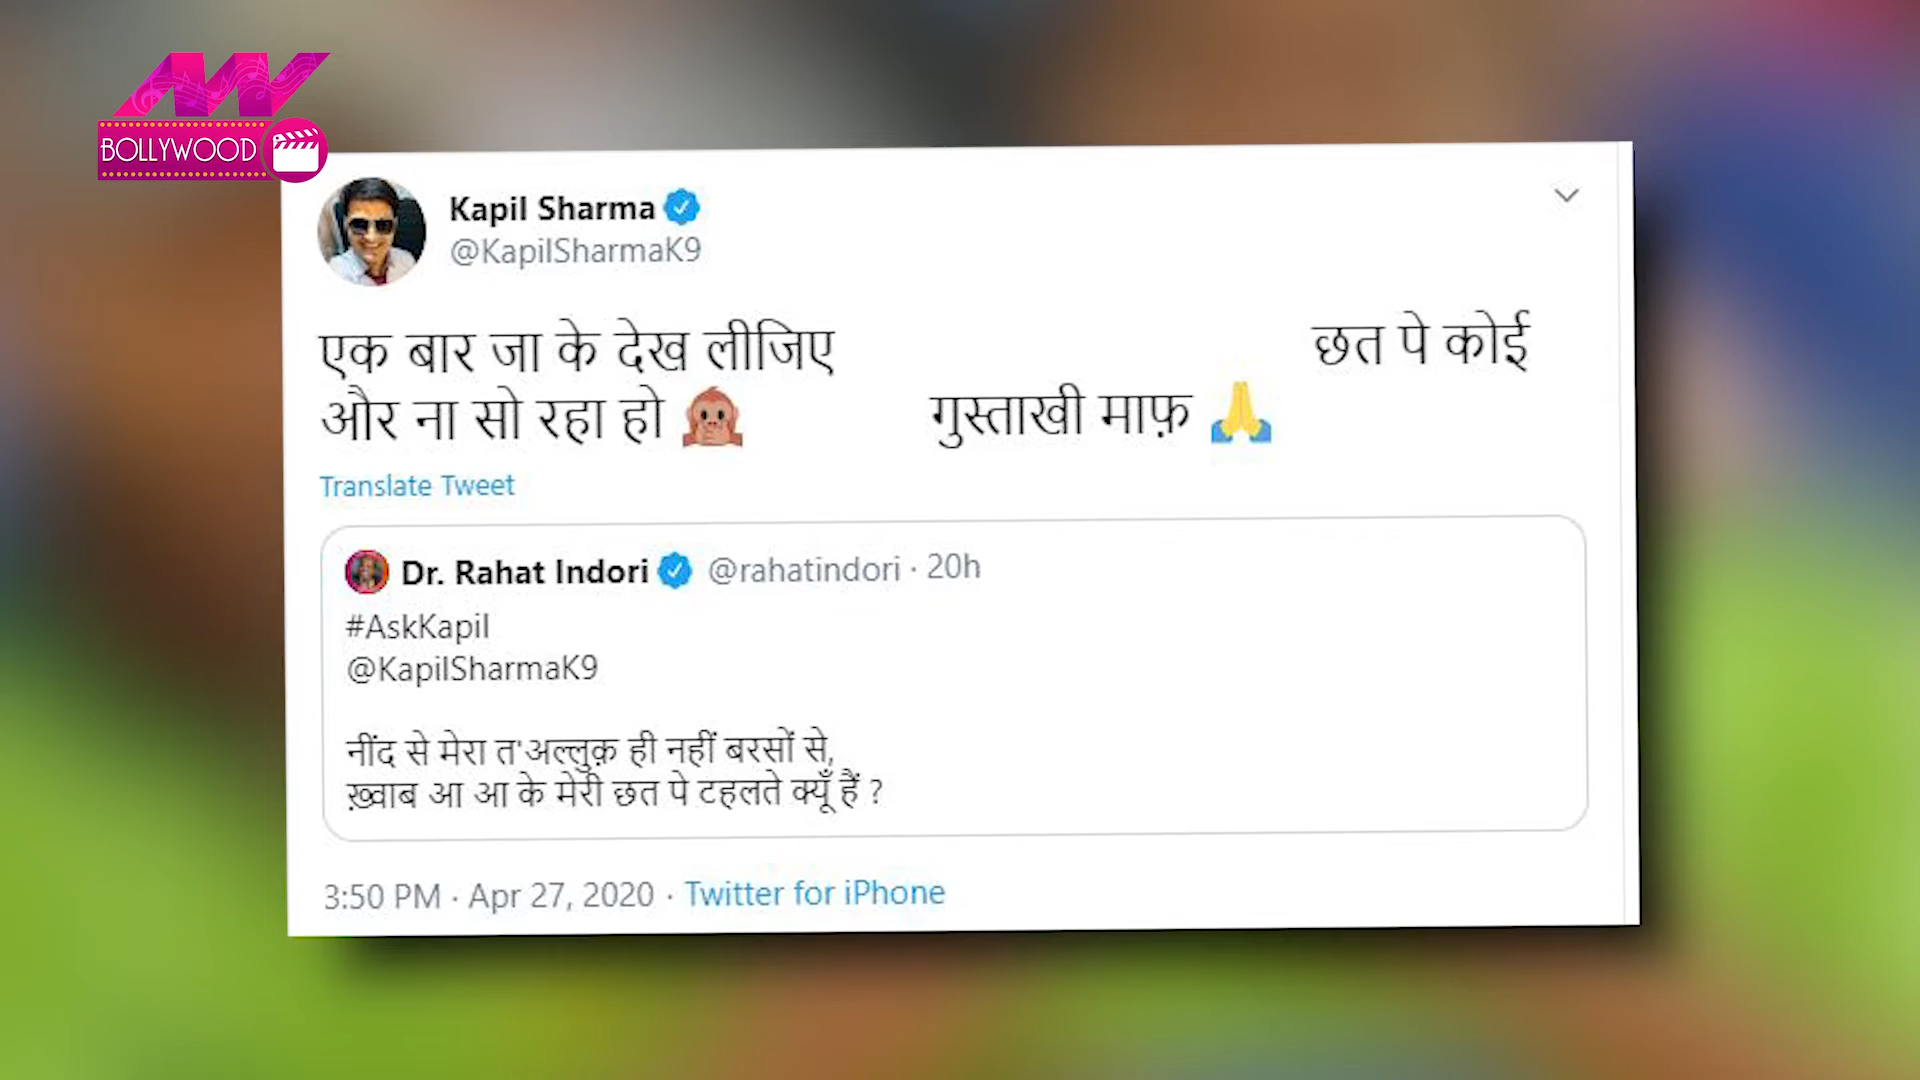 BOLLYWOOD
Kapil Sharma
@KapilSharmaK9
एक बार जा के देख लीजिए छत पे कोई
और ना सो रहा हो 🙊 गुस्ताखी माफ़ 🙏
Translate Tweet
Dr. Rahat Indori @rahatindori · 20h
#AskKapil
@KapilSharmaK9
नींद से मेरा त'अल्लुक़ ही नहीं बरसों से,
ख़्वाब आ आ के मेरी छत पे टहलते क्यूँ हैं ?
3:50 PM · Apr 27, 2020 · Twitter for iPhone